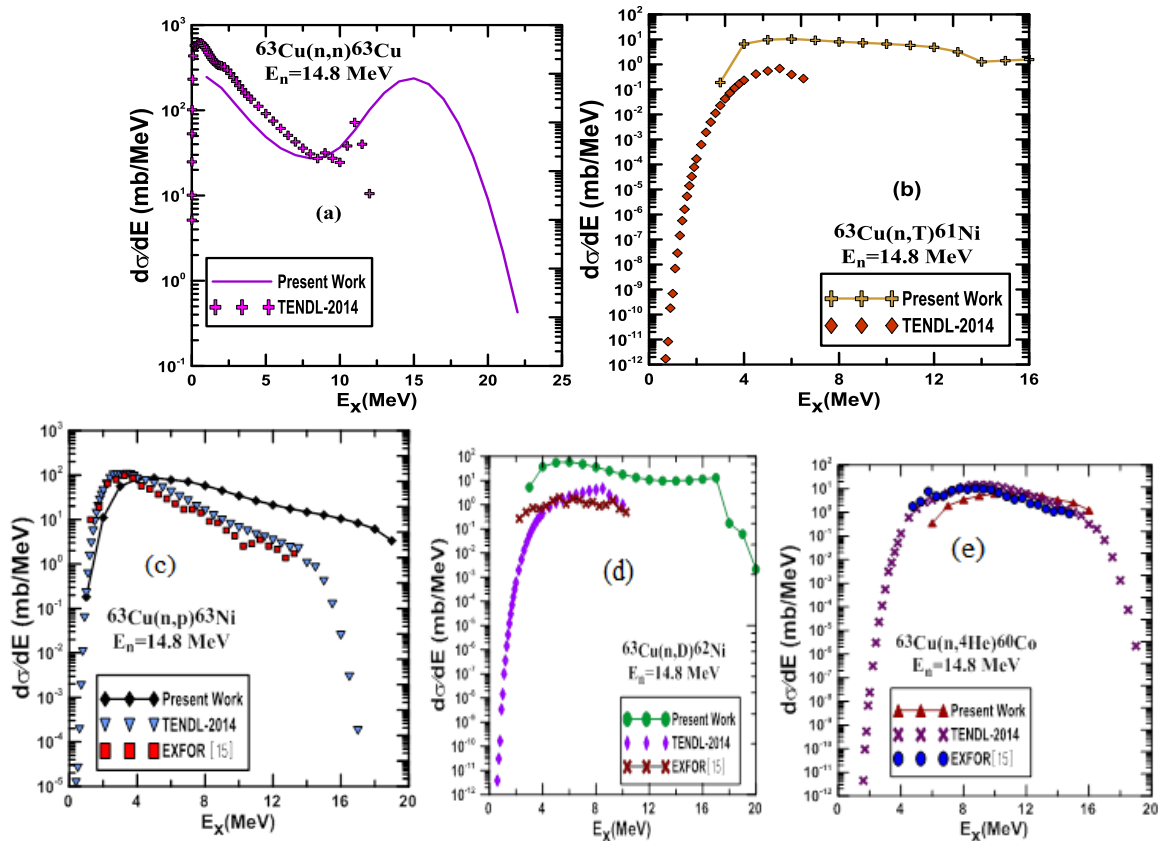 10³
10²
10¹
10⁰
10⁻¹
dσ/dE (mb/MeV)
⁶³Cu(n,n)⁶³Cu
Eₙ=14.8 MeV
(a)
Present Work
TENDL-2014
0 5 10 15 20 25
Eₓ(MeV)
10²
10¹
10⁰
10⁻¹
10⁻²
10⁻³
10⁻⁴
10⁻⁵
10⁻⁶
10⁻⁷
10⁻⁸
10⁻⁹
10⁻¹⁰
10⁻¹¹
10⁻¹²
dσ/dE (mb/MeV)
(b)
⁶³Cu(n,T)⁶¹Ni
Eₙ=14.8 MeV
Present Work
TENDL-2014
0 4 8 12 16
Eₓ(MeV)
10³
10²
10¹
10⁰
10⁻¹
10⁻²
10⁻³
10⁻⁴
10⁻⁵
dσ/dE (mb/MeV)
(c)
⁶³Cu(n,p)⁶³Ni
Eₙ=14.8 MeV
Present Work
TENDL-2014
EXFOR [15]
0 4 8 12 16 20
Eₓ(MeV)
10²
10¹
10⁰
10⁻¹
10⁻²
10⁻³
10⁻⁴
10⁻⁵
10⁻⁶
10⁻⁷
10⁻⁸
10⁻⁹
10⁻¹⁰
10⁻¹¹
10⁻¹²
dσ/dE (mb/MeV)
(d)
⁶³Cu(n,D)⁶²Ni
Eₙ=14.8 MeV
Present Work
TENDL-2014
EXFOR[15]
0 4 8 12 16 20
Eₓ(MeV)
10²
10¹
10⁰
10⁻¹
10⁻²
10⁻³
10⁻⁴
10⁻⁵
10⁻⁶
10⁻⁷
10⁻⁸
10⁻⁹
10⁻¹⁰
10⁻¹¹
10⁻¹²
dσ/dE (mb/MeV)
(e)
⁶³Cu(n,4He)⁶⁰Co
Eₙ=14.8 MeV
Present Work
TENDL-2014
EXFOR[15]
0 4 8 12 16 20
Eₓ(MeV)